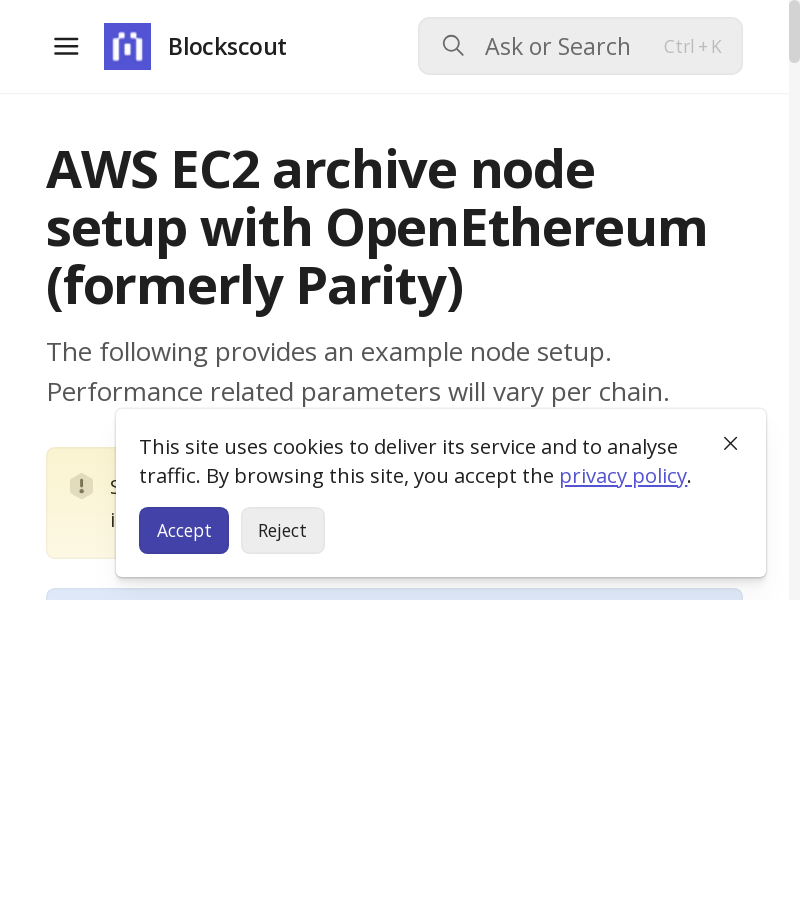 Blockscout
Ask or Search
Ctrl + K
AWS EC2 archive node
setup with OpenEthereum
(formerly Parity)
The following provides an example node setup.
Performance related parameters will vary per chain.
This site uses cookies to deliver its service and to analyse
traffic. By browsing this site, you accept the privacy policy.
Accept
Reject